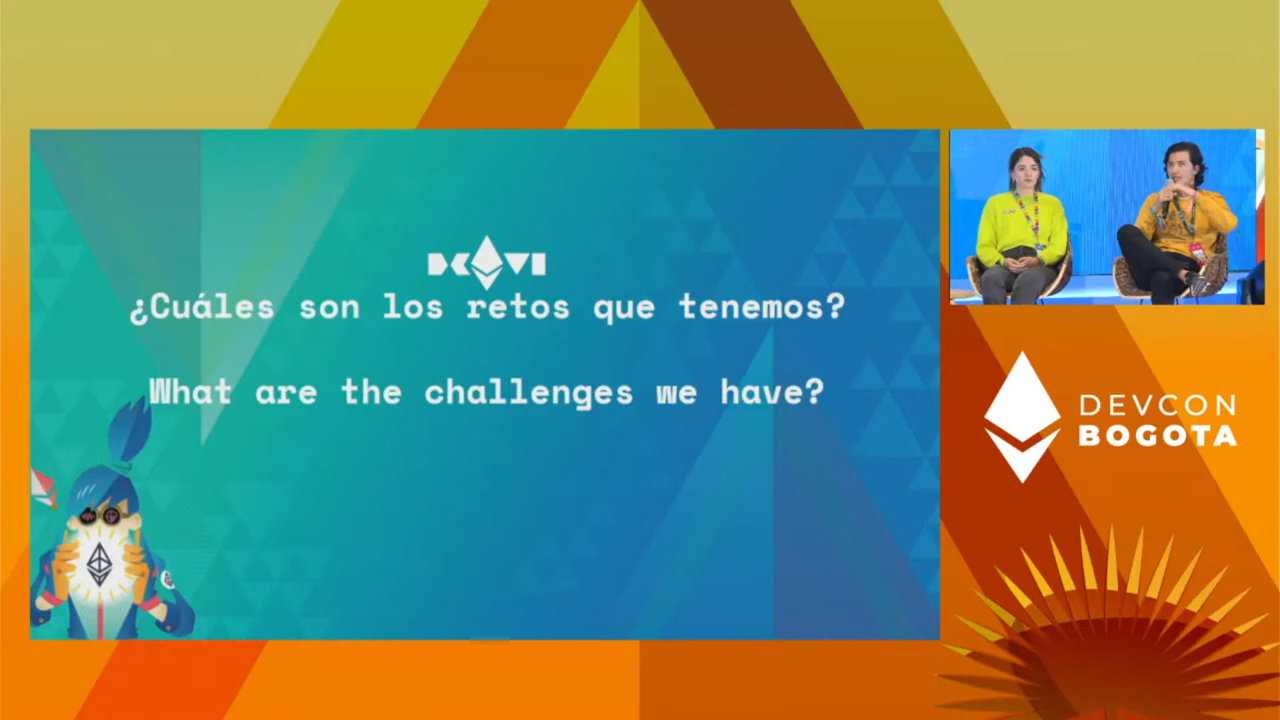 ¿Cuáles son los retos que tenemos?
What are the challenges we have?
DEVCON
BOGOTA